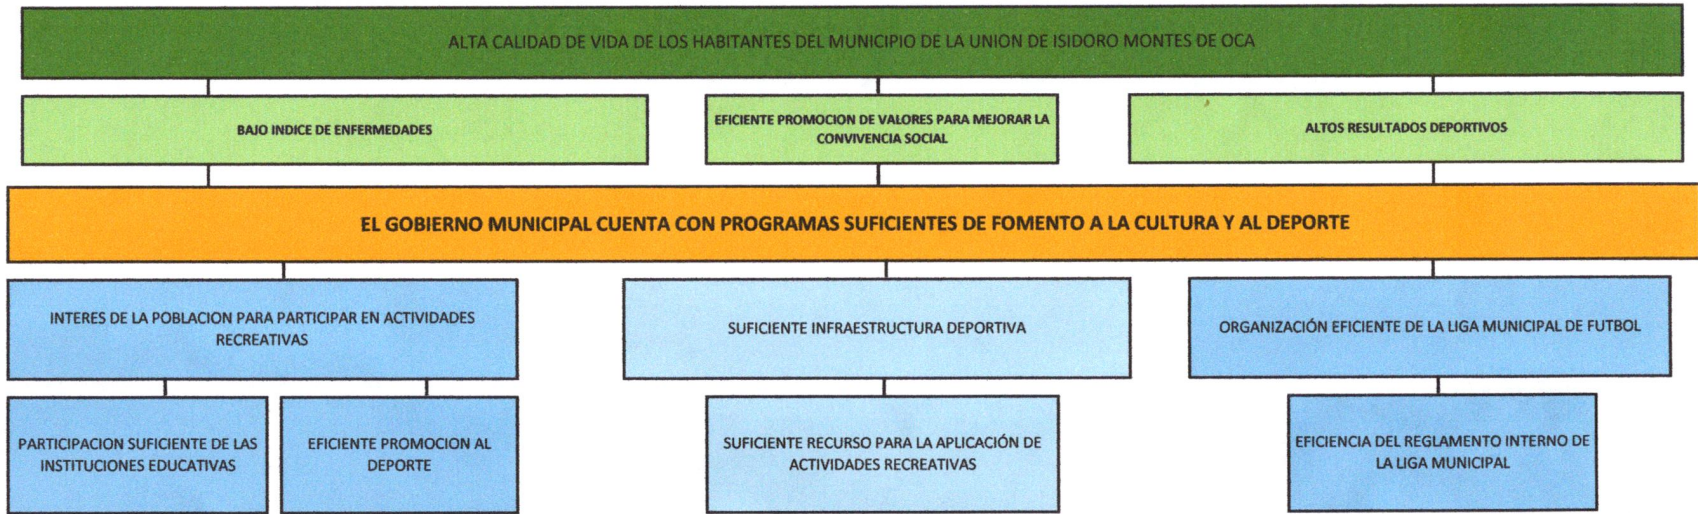 ALTA CALIDAD DE VIDA DE LOS HABITANTES DEL MUNICIPIO DE LA UNION DE ISIDORO MONTES DE OCA
BAJO INDICE DE ENFERMEDADES
EFICIENTE PROMOCION DE VALORES PARA MEJORAR LA
CONVIVENCIA SOCIAL
ALTOS RESULTADOS DEPORTIVOS
EL GOBIERNO MUNICIPAL CUENTA CON PROGRAMAS SUFICIENTES DE FOMENTO A LA CULTURA Y AL DEPORTE
INTERES DE LA POBLACION PARA PARTICIPAR EN ACTIVIDADES
RECREATIVAS
SUFICIENTE INFRAESTRUCTURA DEPORTIVA
ORGANIZACIÓN EFICIENTE DE LA LIGA MUNICIPAL DE FUTBOL
PARTICIPACION SUFICIENTE DE LAS
INSTITUCIONES EDUCATIVAS
EFICIENTE PROMOCION AL
DEPORTE
SUFICIENTE RECURSO PARA LA APLICACIÓN DE
ACTIVIDADES RECREATIVAS
EFICIENCIA DEL REGLAMENTO INTERNO DE
LA LIGA MUNICIPAL